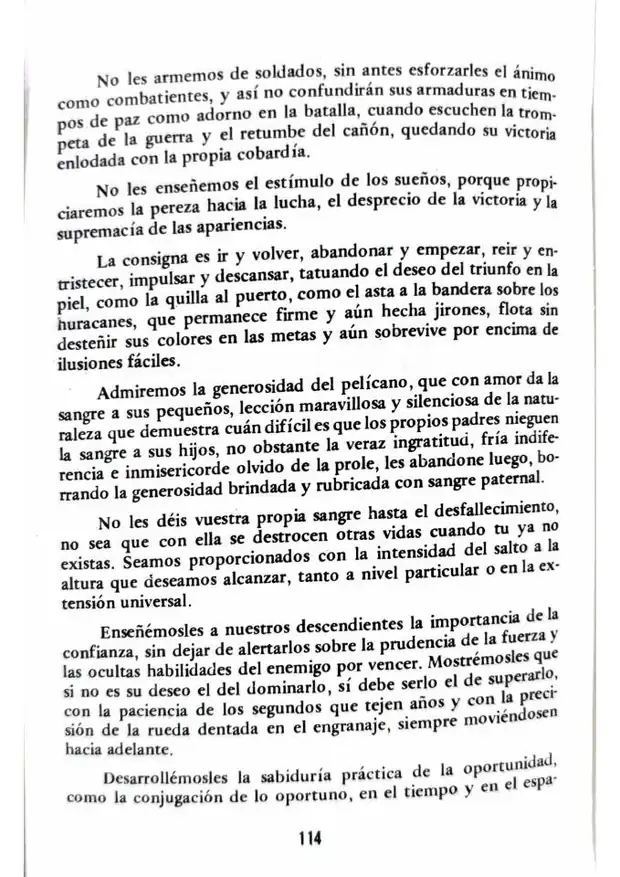 No les armemos de soldados, sin antes esforzarles el ánimo
como combatientes, y así no confundirán sus armaduras en tiem-
pos de paz como adorno en la batalla, cuando escuchen la trom-
peta de la guerra y el retumbe del cañón, quedando su victoria
enlodada con la propia cobardía.
No les enseñemos el estímulo de los sueños, porque propi-
ciaremos la pereza hacia la lucha, el desprecio de la victoria y la
supremacía de las apariencias.
La consigna es ir y volver, abandonar y empezar, reir y en-
tristecer, impulsar y descansar, tatuando el deseo del triunfo en la
piel, como la quilla al puerto, como el asta a la bandera sobre los
huracanes, que permanece firme y aún hecha jirones, flota sin
desteñir sus colores en las metas y aún sobrevive por encima de
ilusiones fáciles.
Admiremos la generosidad del pelícano, que con amor da la
sangre a sus pequeños, lección maravillosa y silenciosa de la natu-
raleza que demuestra cuán difícil es que los propios padres nieguen
la sangre a sus hijos, no obstante la veraz ingratitud, fría indife-
rencia e inmisericorde olvido de la prole, les abandone luego, bo-
rrando la generosidad brindada y rubricada con sangre paternal.
No les déis vuestra propia sangre hasta el desfallecimiento,
no sea que con ella se destrocen otras vidas cuando tu ya no
existas. Seamos proporcionados con la intensidad del salto a la
altura que deseamos alcanzar, tanto a nivel particular o en la ex-
tensión universal.
Enseñémosles a nuestros descendientes la importancia de la
confianza, sin dejar de alertarlos sobre la prudencia de la fuerza y
las ocultas habilidades del enemigo por vencer. Mostrémosles que
si no es su deseo el del dominarlo, sí debe serlo el de superarlo,
con la paciencia de los segundos que tejen años y con la preci-
sión de la rueda dentada en el engranaje, siempre moviéndosen
hacia adelante.
Desarrollémosles la sabiduría práctica de la oportunidad,
como la conjugación de lo oportuno, en el tiempo y en el espa-
114